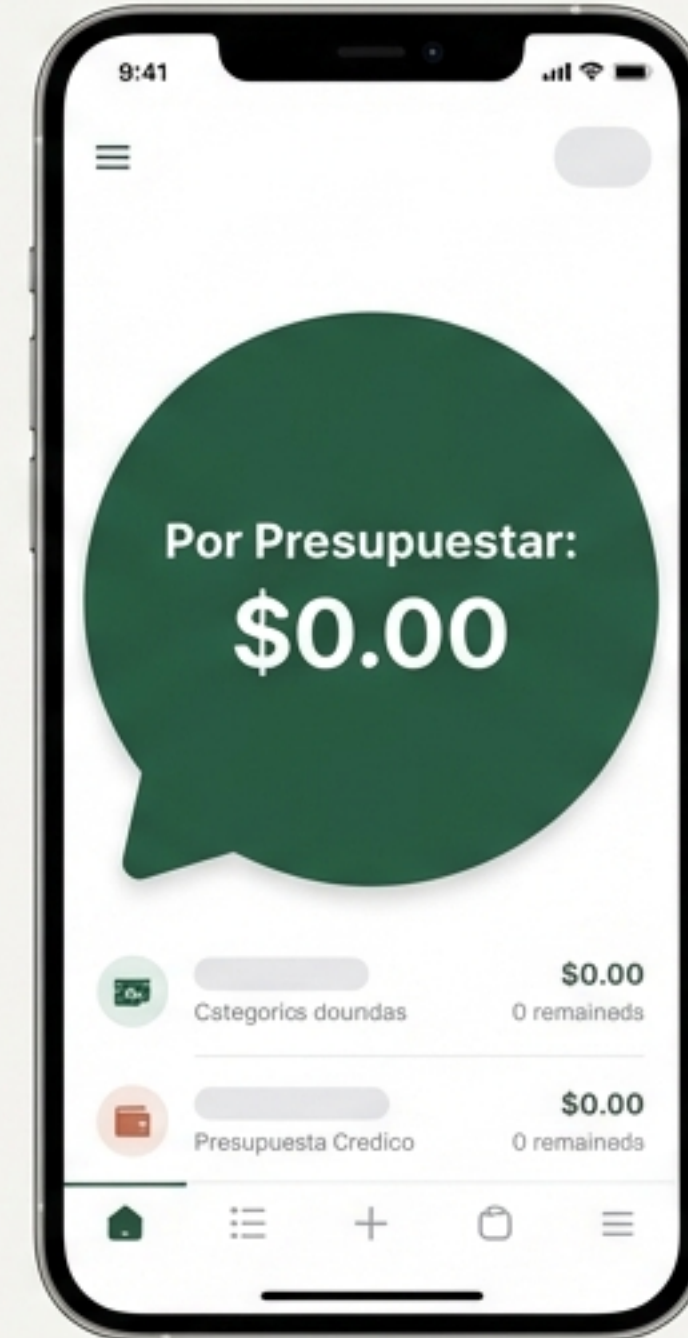 9:41
Por Presupuestar:
$0.00
$0.00
Cstegorics doundas
0 remaineds
$0.00
Presupuesta Credico
0 remaineds